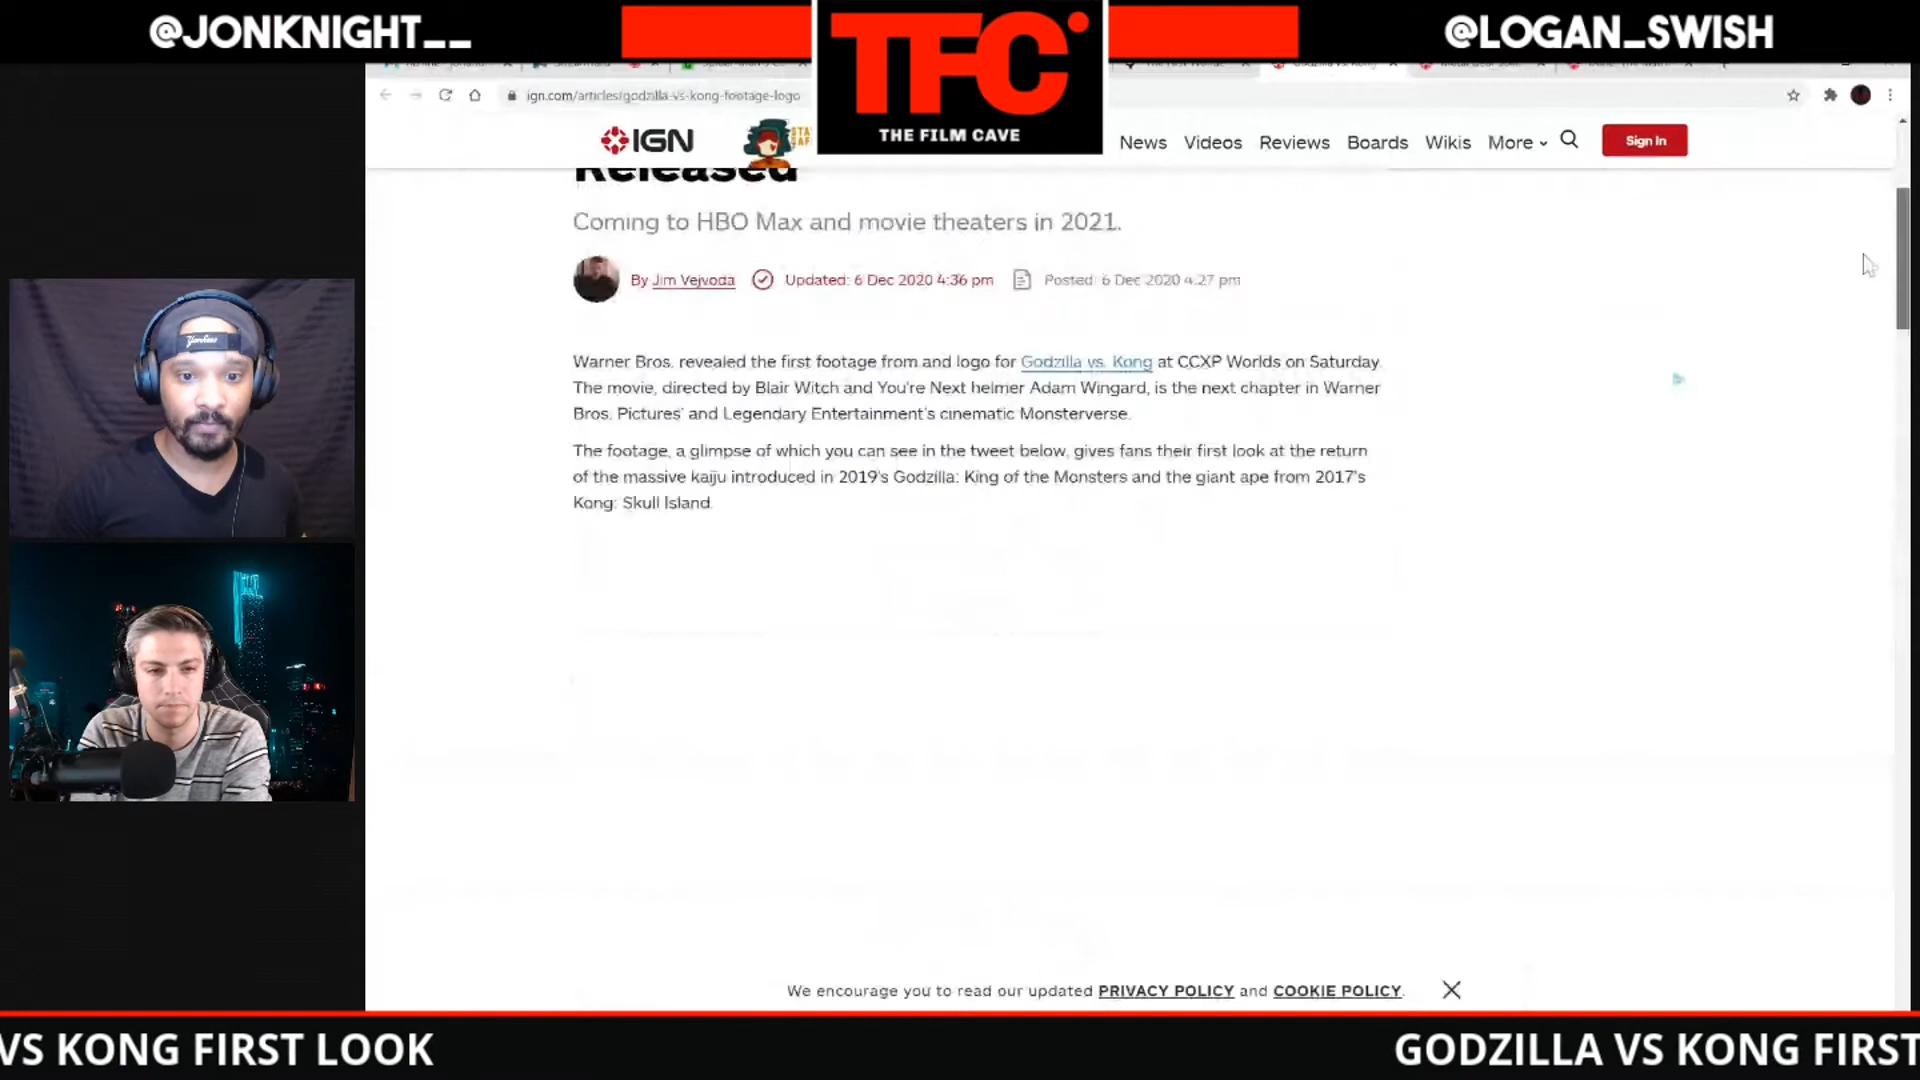 @JONKNIGHT__
TFC
THE FILM CAVE
@LOGAN_SWISH
ign.com/articles/godzilla-vs-kong-footage-logo
IGN
News Videos Reviews Boards Wikis More
Sign In
Released
Coming to HBO Max and movie theaters in 2021.
By Jim Vejvoda Updated: 6 Dec 2020 4:36 pm Posted: 6 Dec 2020 4:27 pm
Yankees
Warner Bros. revealed the first footage from and logo for Godzilla vs. Kong at CCXP Worlds on Saturday.
The movie, directed by Blair Witch and You're Next helmer Adam Wingard, is the next chapter in Warner
Bros. Pictures' and Legendary Entertainment's cinematic Monsterverse.
The footage, a glimpse of which you can see in the tweet below, gives fans their first look at the return
of the massive kaiju introduced in 2019's Godzilla: King of the Monsters and the giant ape from 2017's
Kong: Skull Island.
We encourage you to read our updated PRIVACY POLICY and COOKIE POLICY.
VS KONG FIRST LOOK
GODZILLA VS KONG FIRST